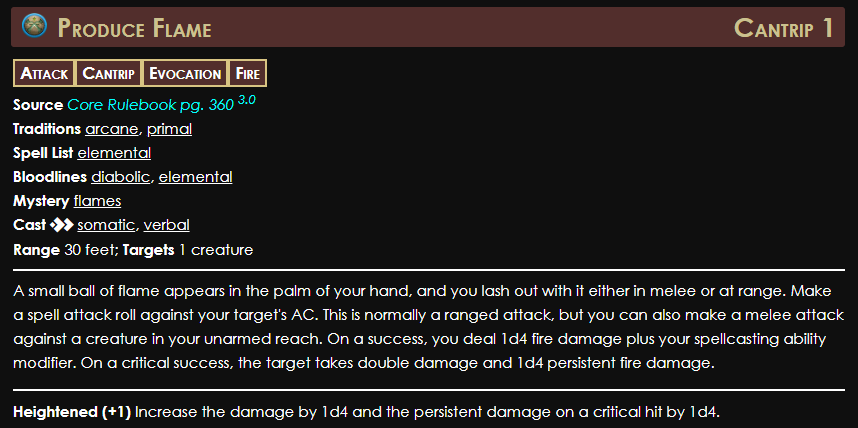 Produce Flame Cantrip 1
Attack Cantrip Evocation Fire
Source Core Rulebook pg. 360 3.0
Traditions arcane, primal
Spell List elemental
Bloodlines diabolic, elemental
Mystery flames
Cast somatic, verbal
Range 30 feet; Targets 1 creature
A small ball of flame appears in the palm of your hand, and you lash out with it either in melee or at range. Make
a spell attack roll against your target's AC. This is normally a ranged attack, but you can also make a melee attack
against a creature in your unarmed reach. On a success, you deal 1d4 fire damage plus your spellcasting ability
modifier. On a critical success, the target takes double damage and 1d4 persistent fire damage.
Heightened (+1) Increase the damage by 1d4 and the persistent damage on a critical hit by 1d4.